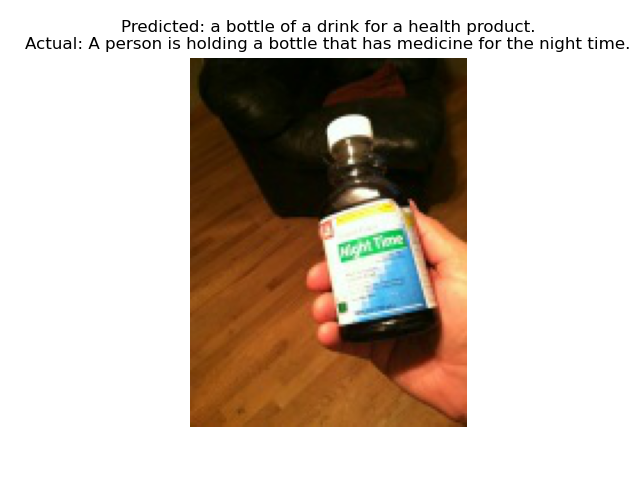 Predicted: a bottle of a drink for a health product.
Actual: A person is holding a bottle that has medicine for the night time.
Night Time